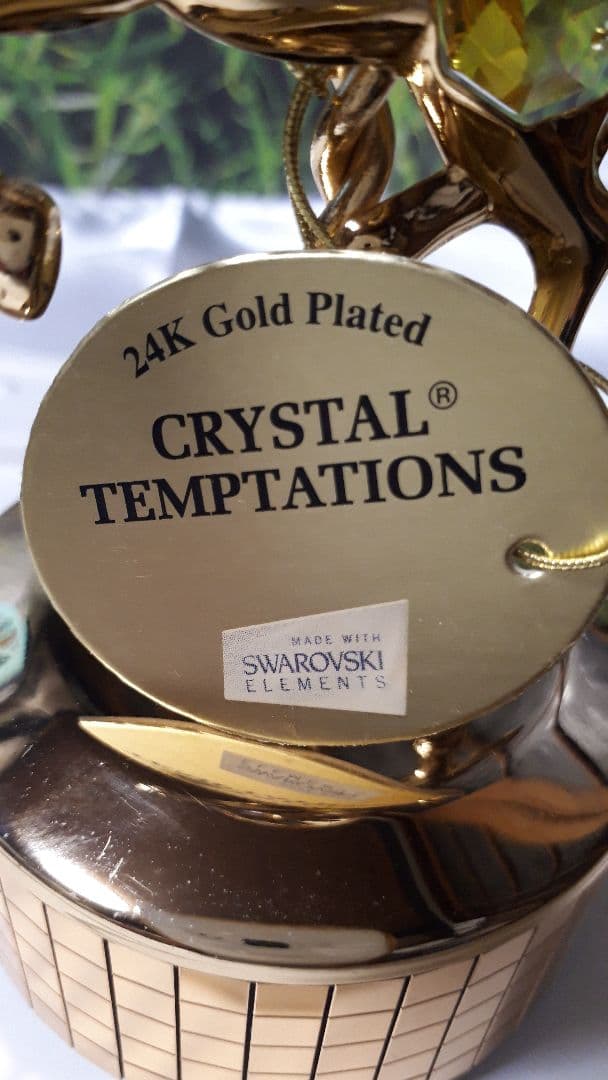 24K Gold Plated
CRYSTAL®
TEMPTATIONS
MADE WITH
SWAROVSKI
ELEMENTS